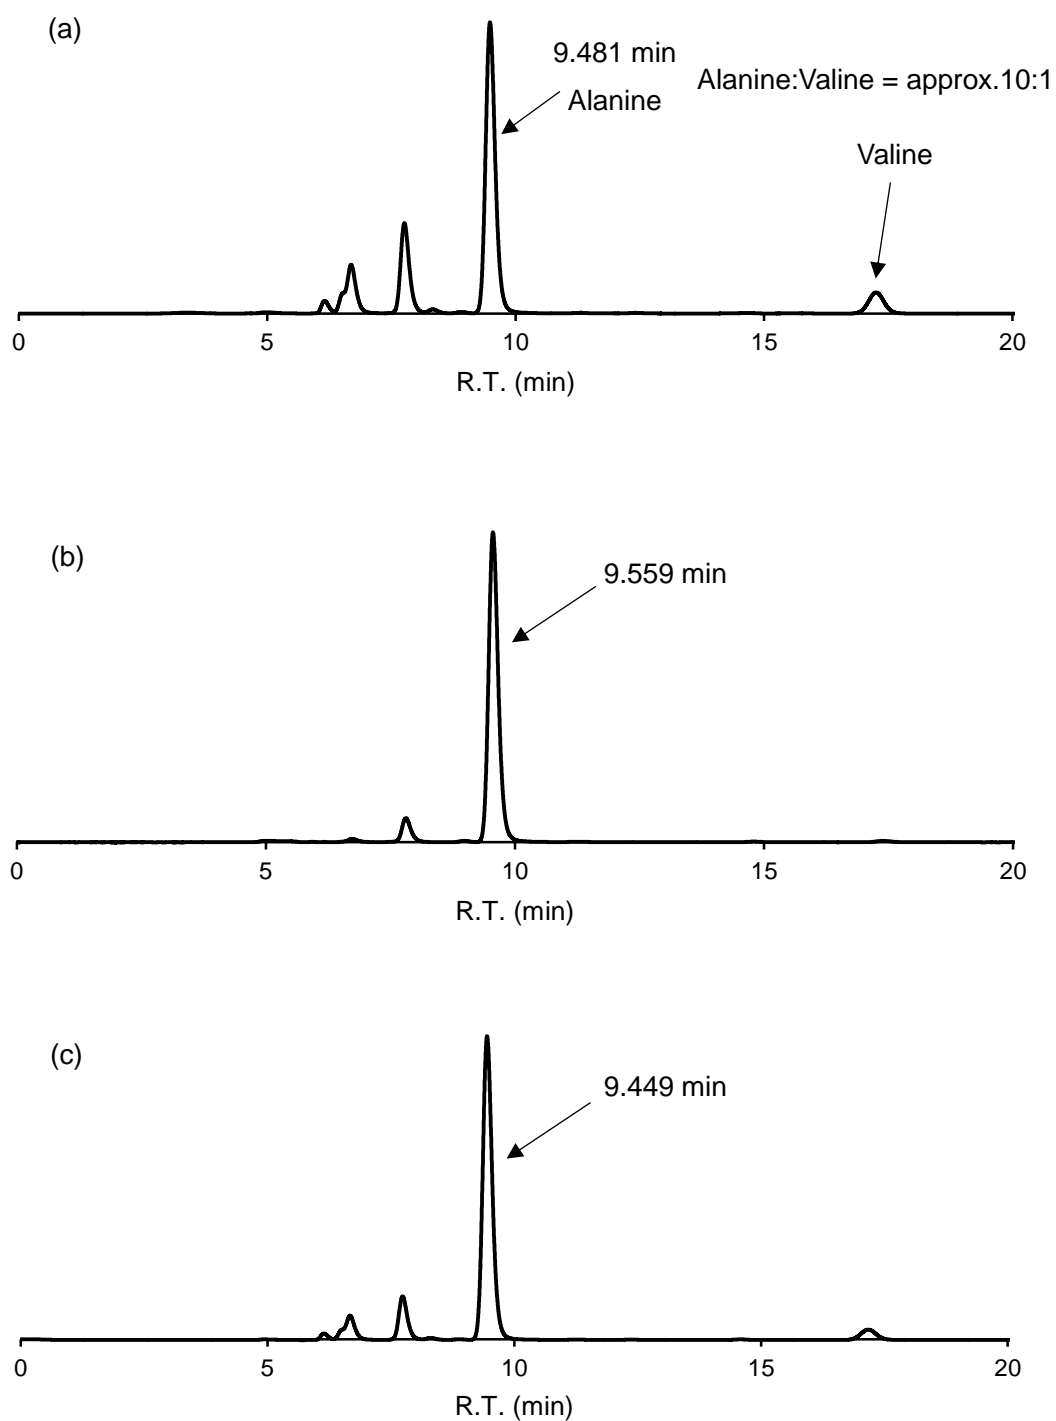 (a)
9.481 min
Alanine
Alanine:Valine = approx.10:1
Valine
0 5 10 15 20
R.T. (min)
(b)
9.559 min
0 5 10 15 20
R.T. (min)
(c)
9.449 min
0 5 10 15 20
R.T. (min)